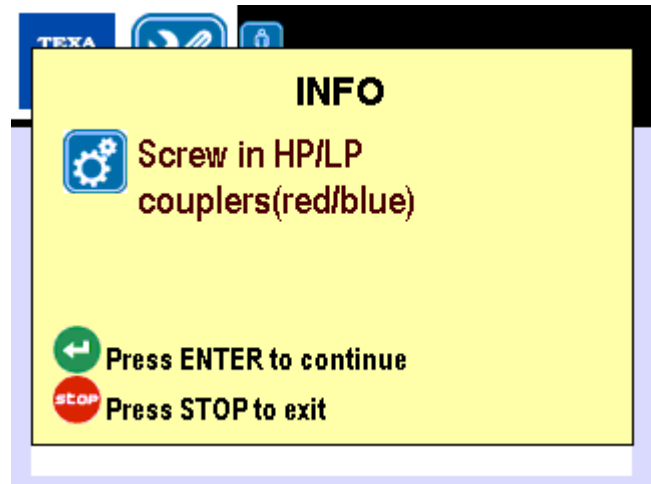 TEXA
INFO
Screw in HP/LP
couplers(red/blue)
Press ENTER to continue
stop
Press STOP to exit